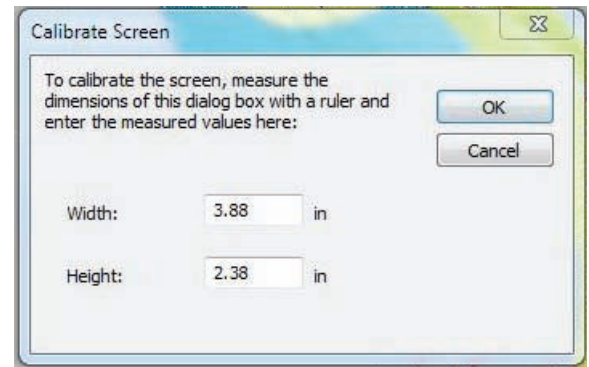 Calibrate Screen
To calibrate the screen, measure the
dimensions of this dialog box with a ruler and
enter the measured values here:
OK
Cancel
Width: 3.88 in
Height: 2.38 in